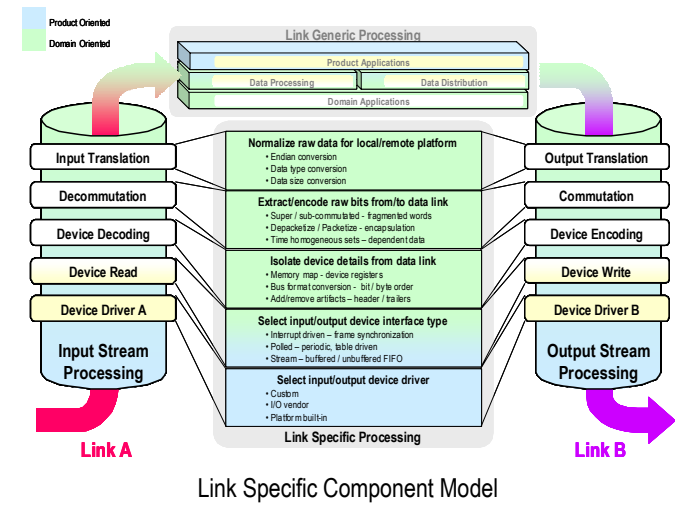 Product Oriented
Domain Oriented
Link Generic Processing
Product Applications
Data Processing
Data Distribution
Domain Applications
Input Translation
Decommutation
Device Decoding
Device Read
Device Driver A
Input Stream
Processing
Link A
Normalize raw data for local/remote platform
• Endian conversion
• Data type conversion
• Data size conversion
Extract/encode raw bits from/to data link
• Super / sub-commutated - fragmented words
• Depacketize / Packetize - encapsulation
• Time homogeneous sets – dependent data
Isolate device details from data link
• Memory map - device registers
• Bus format conversion - bit / byte order
• Add/remove artifacts – header / trailers
Select input/output device interface type
• Interrupt driven – frame synchronization
• Polled – periodic, table driven
• Stream – buffered / unbuffered FIFO
Select input/output device driver
• Custom
• I/O vendor
• Platform built-in
Link Specific Processing
Output Translation
Commutation
Device Encoding
Device Write
Device Driver B
Output Stream
Processing
Link B
Link Specific Component Model